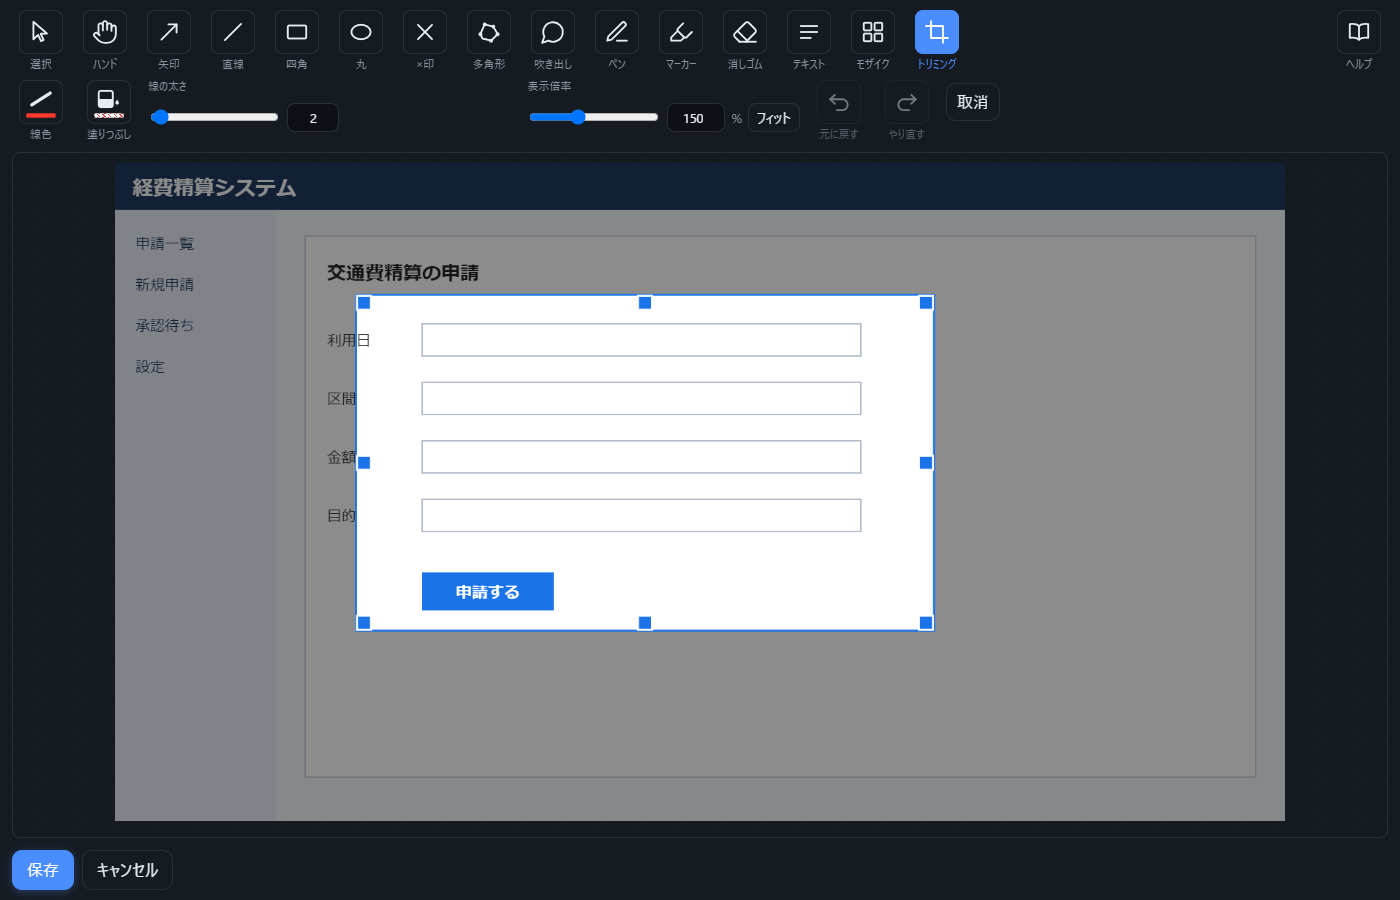 選択 ハンド 矢印 直線 四角 丸 ×印 多角形 吹き出し ペン マーカー 消しゴム テキスト モザイク トリミング ヘルプ
線色 塗りつぶし 線の太さ 2 表示倍率 150 % フィット 元に戻す やり直す 取消
経費精算システム
申請一覧
新規申請
承認待ち
設定
交通費精算の申請
利用日
区間
金額
目的
申請する
保存 キャンセル